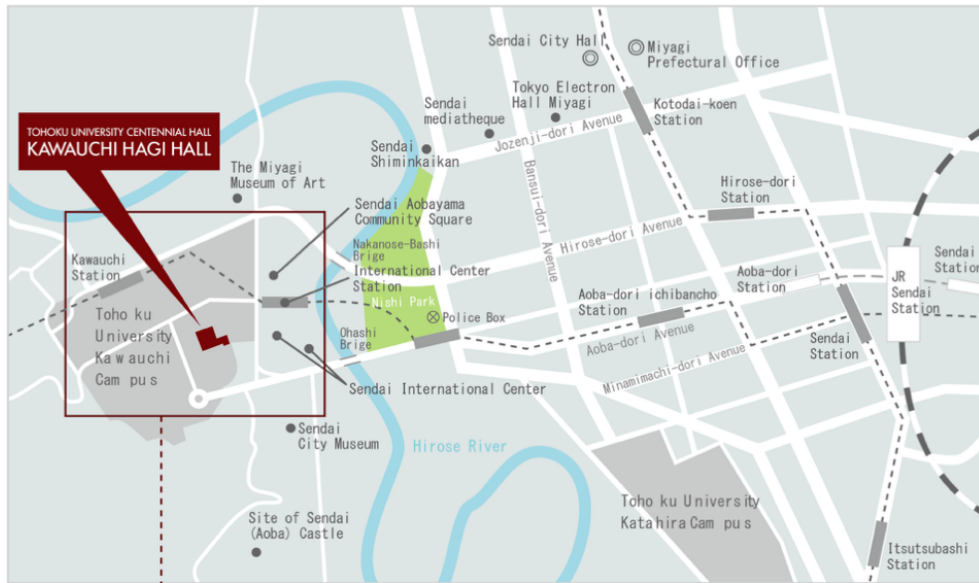 Sendai City Hall
Miyagi
Prefectural Office
Tokyo Electron
Hall Miyagi
Kotodai-koen
Station
Sendai
mediatheque
Jozenji-dori Avenue
TOHOKU UNIVERSITY CENTENNIAL HALL
KAWAUCHI HAGI HALL
Sendai
Shiminkaikan
The Miyagi
Museum of Art
Bansui-dori Avenue
Hirose-dori
Station
Sendai Aobayama
Community Square
Hirose-dori Avenue
Nakanose-Bashi
Brige
Kawauchi
Station
International Center
Station
Aoba-dori
Station
JR
Sendai
Station
Sendai
Station
Aoba-dori ichibancho
Station
Nishi Park
Police Box
Toho ku
University
Kawauchi
Cam pus
Ohashi
Brige
Aoba-dori Avenue
Sendai
Station
Minamimachi-dori Avenue
Sendai International Center
Sendai
City Museum
Hirose River
Toho ku University
Katahira Cam pus
Site of Sendai
(Aoba) Castle
Itsutsubashi
Station